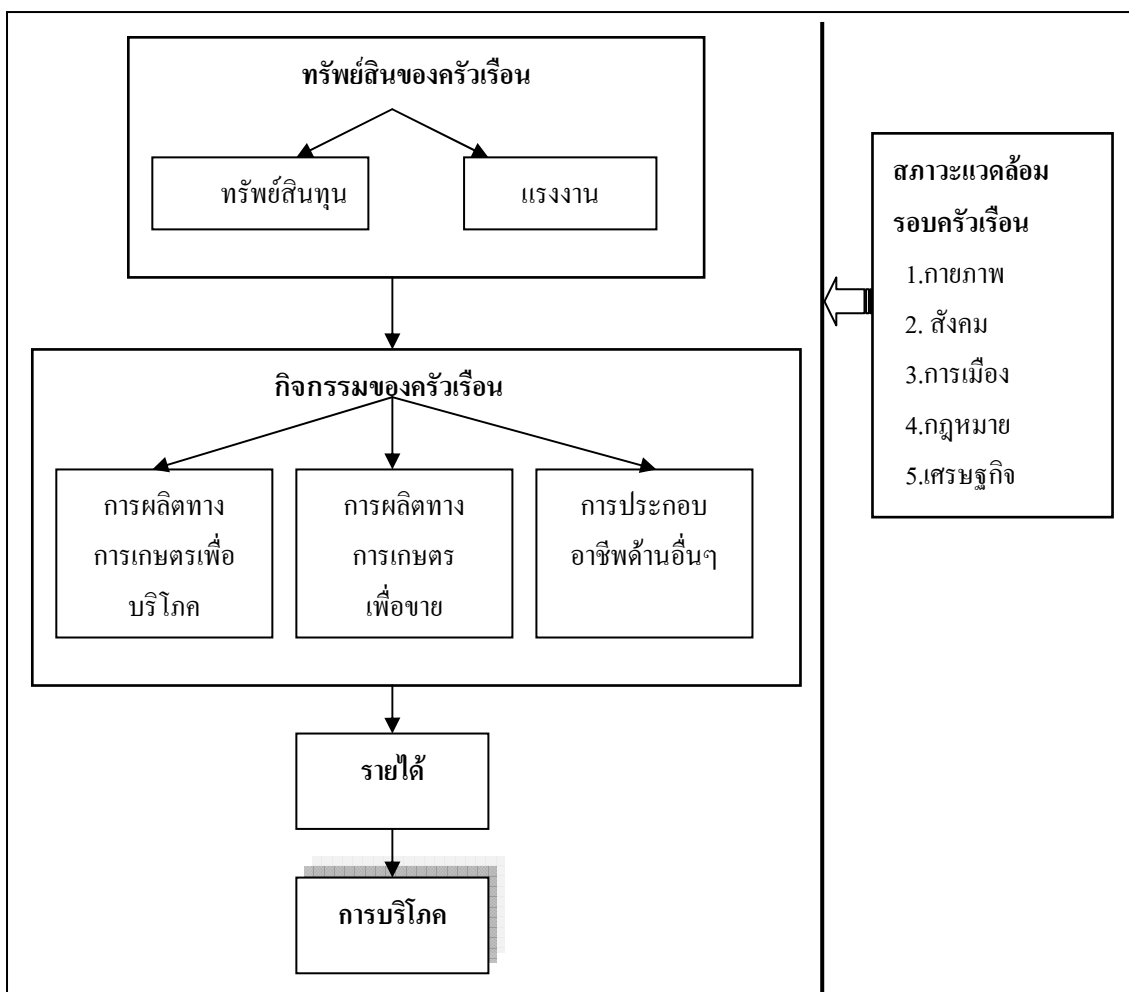 ทรัพย์สินของครัวเรือน
ทรัพย์สินทุน
แรงงาน
กิจกรรมของครัวเรือน
การผลิตทาง
การเกษตรเพื่อ
บริโภค
การผลิตทาง
การเกษตร
เพื่อขาย
การประกอบ
อาชีพด้านอื่นๆ
รายได้
การบริโภค
สภาวะแวดล้อม
รอบครัวเรือน
1.กายภาพ
2. สังคม
3.การเมือง
4.กฎหมาย
5.เศรษฐกิจ